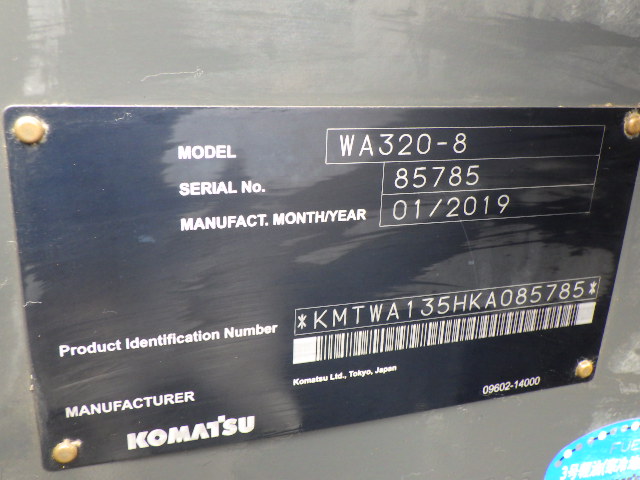 MODEL WA320-8
SERIAL No. 85785
MANUFACT. MONTH/YEAR 01/2019
Product Identification Number *KMTWA135HKA085785*
Komatsu Ltd., Tokyo, Japan
09602-14000
MANUFACTURER
KOMATSU
FUE